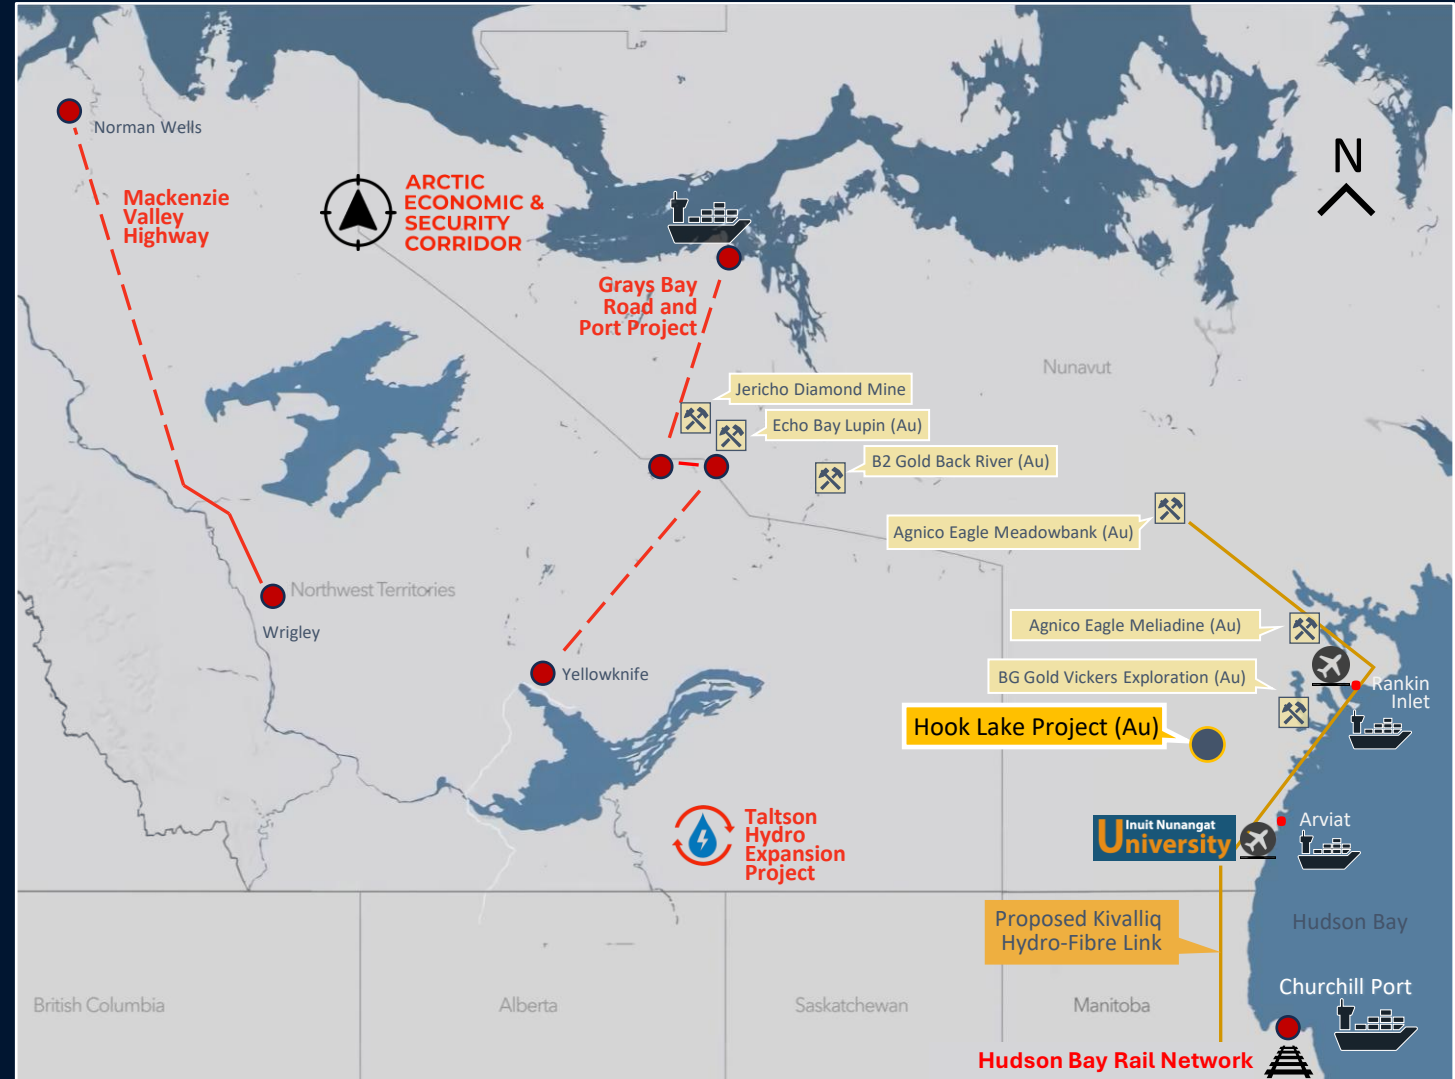 N
Norman Wells
Mackenzie
Valley
Highway
ARCTIC
ECONOMIC &
SECURITY
CORRIDOR
Grays Bay
Road and
Port Project
Nunavut
Jericho Diamond Mine
Echo Bay Lupin (Au)
B2 Gold Back River (Au)
Agnico Eagle Meadowbank (Au)
Northwest Territories
Wrigley
Agnico Eagle Meliadine (Au)
Yellowknife
BG Gold Vickers Exploration (Au)
Rankin
Inlet
Hook Lake Project (Au)
Taltson
Hydro
Expansion
Project
Inuit Nunangat
University
Arviat
Proposed Kivalliq
Hydro-Fibre Link
Hudson Bay
British Columbia
Alberta
Saskatchewan
Manitoba
Churchill Port
Hudson Bay Rail Network